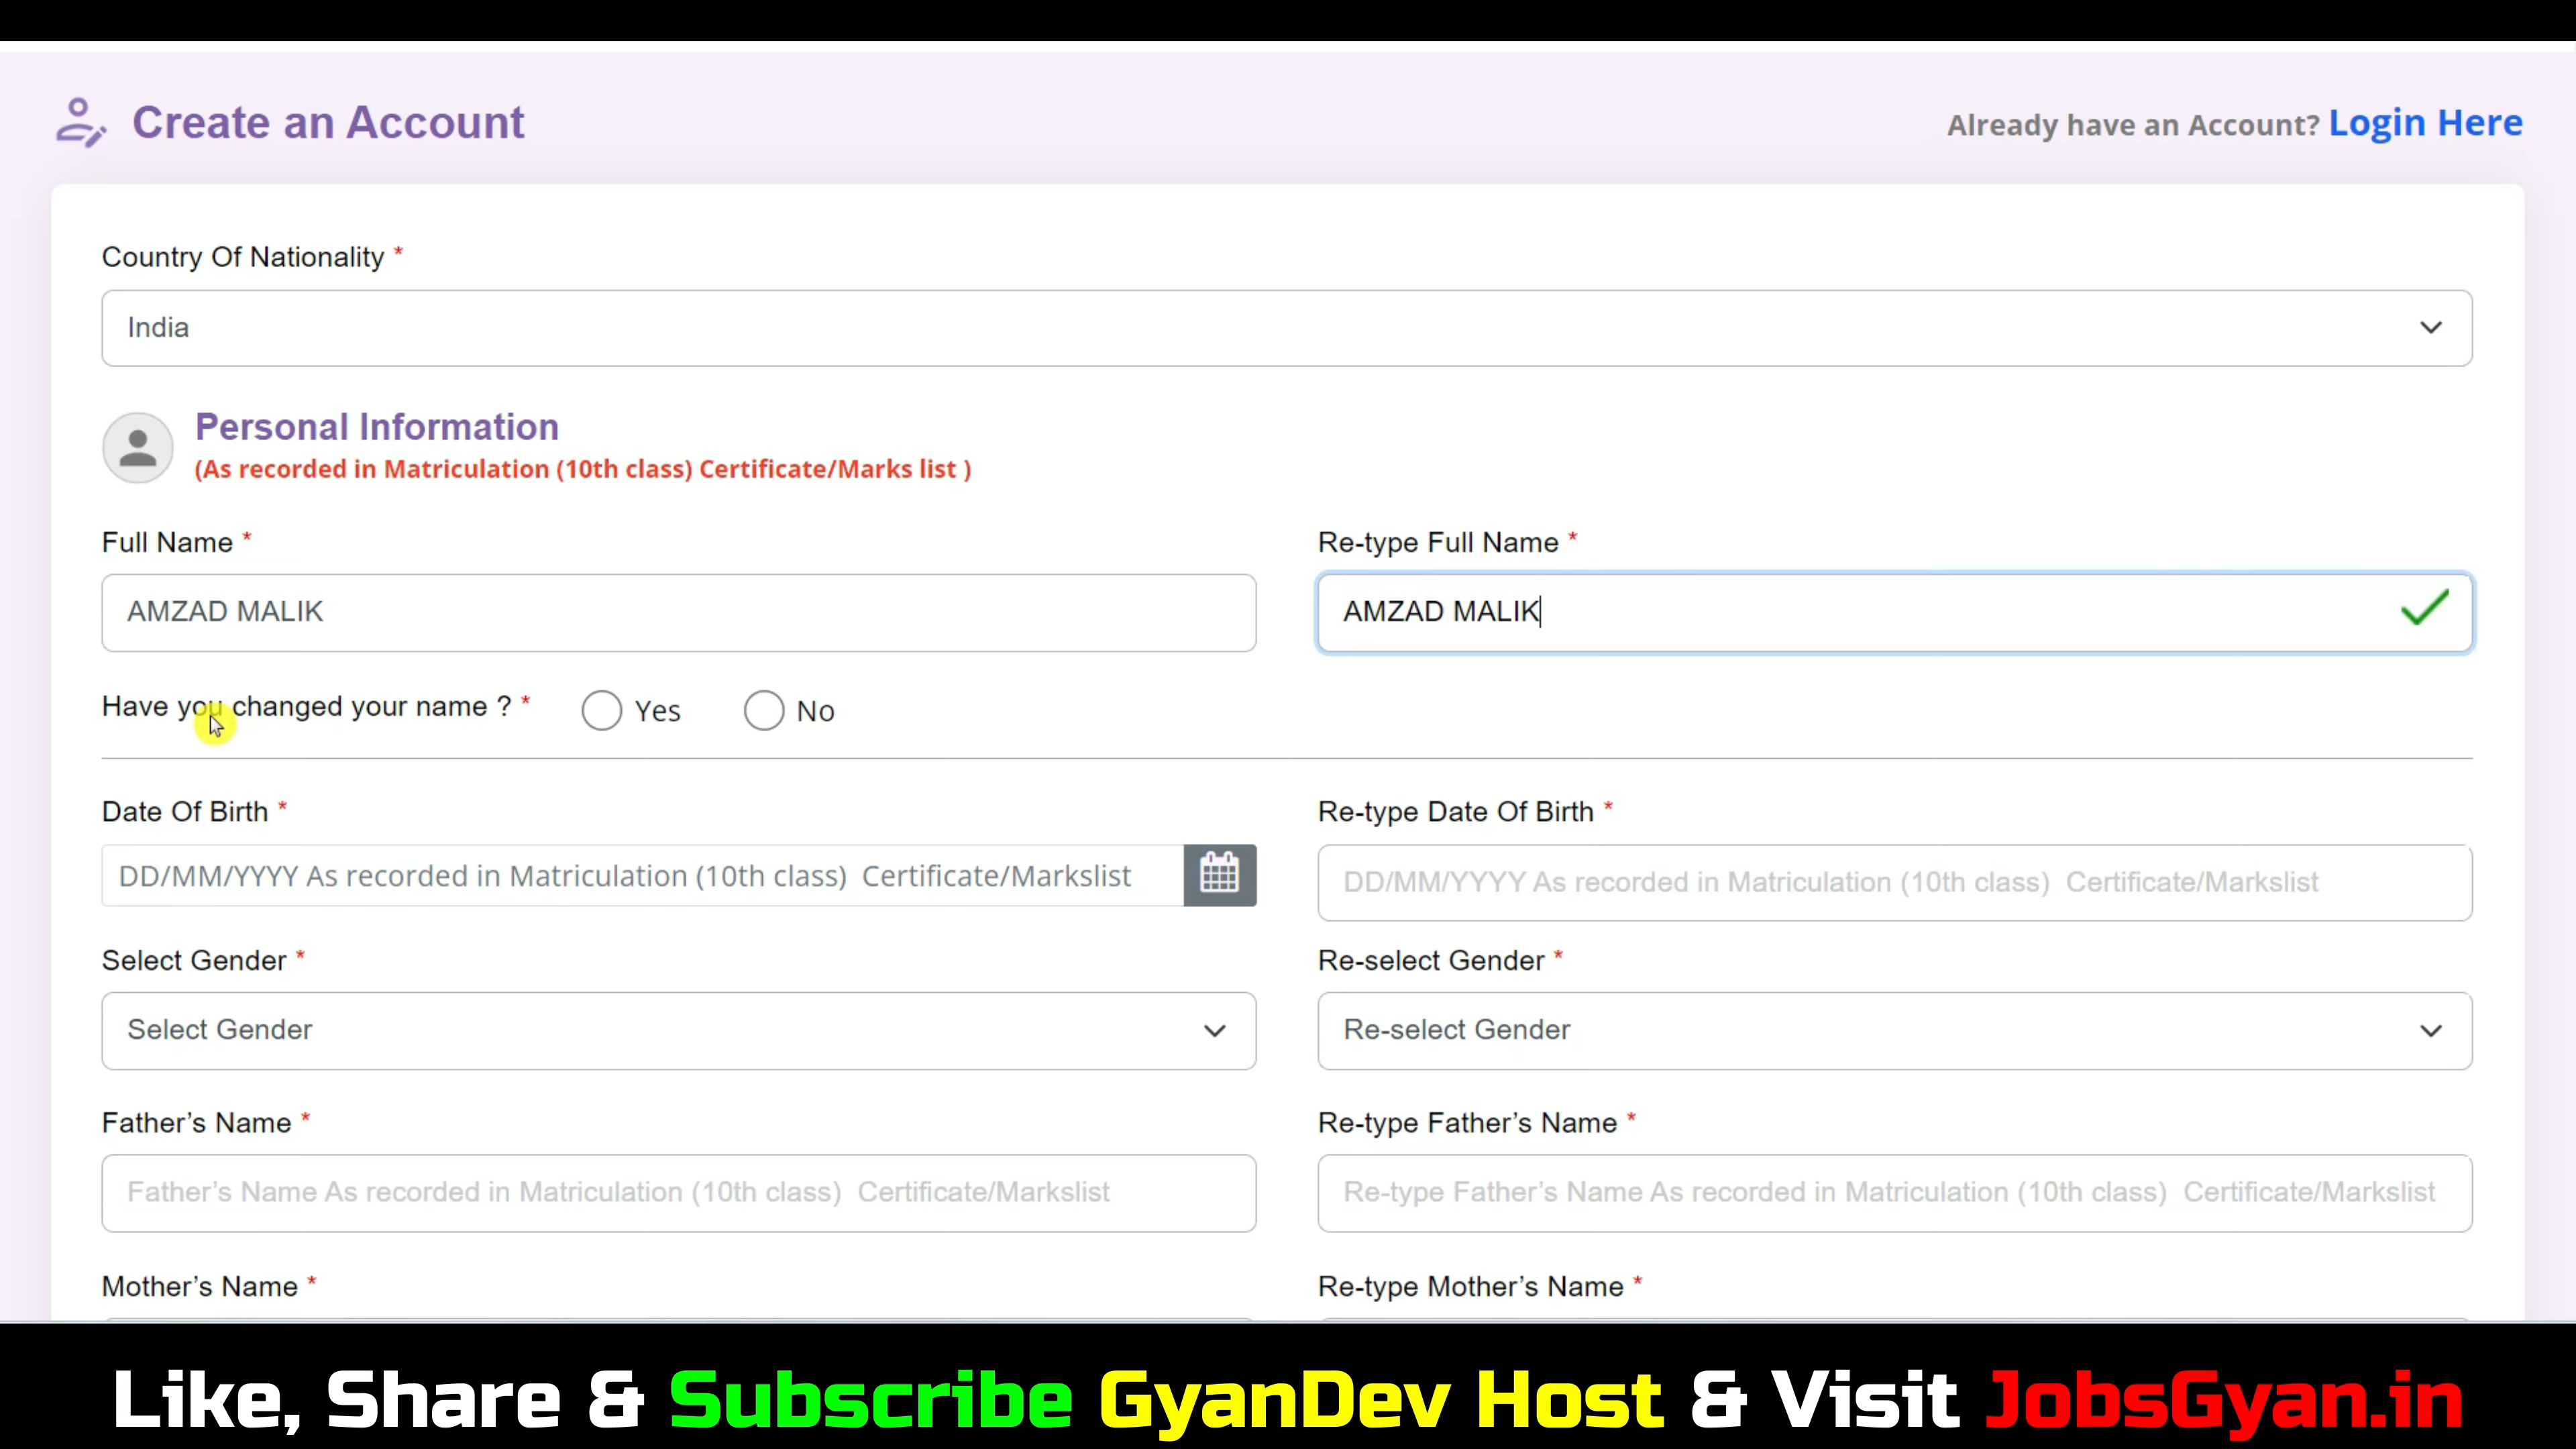 Create an Account
Already have an Account? Login Here
Country Of Nationality *
India
Personal Information
(As recorded in Matriculation (10th class) Certificate/Marks list )
Full Name *
Re-type Full Name *
AMZAD MALIK
AMZAD MALIK
Have you changed your name ? * Yes No
Date Of Birth *
Re-type Date Of Birth *
DD/MM/YYYY As recorded in Matriculation (10th class) Certificate/Markslist
DD/MM/YYYY As recorded in Matriculation (10th class) Certificate/Markslist
Select Gender *
Re-select Gender *
Select Gender
Re-select Gender
Father’s Name *
Re-type Father’s Name *
Father’s Name As recorded in Matriculation (10th class) Certificate/Markslist
Re-type Father’s Name As recorded in Matriculation (10th class) Certificate/Markslist
Mother’s Name *
Re-type Mother’s Name *
Like, Share & Subscribe GyanDev Host & Visit JobsGyan.in